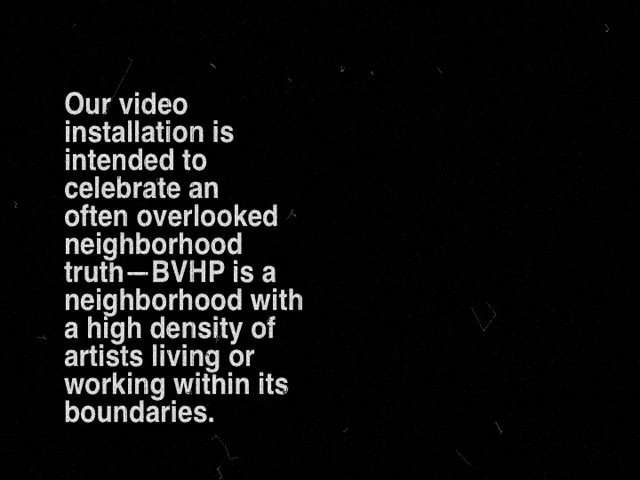 Our video
installation is
intended to
celebrate an
often overlooked
neighborhood
truth—BVHP is a
neighborhood with
a high density of
artists living or
working within its
boundaries.